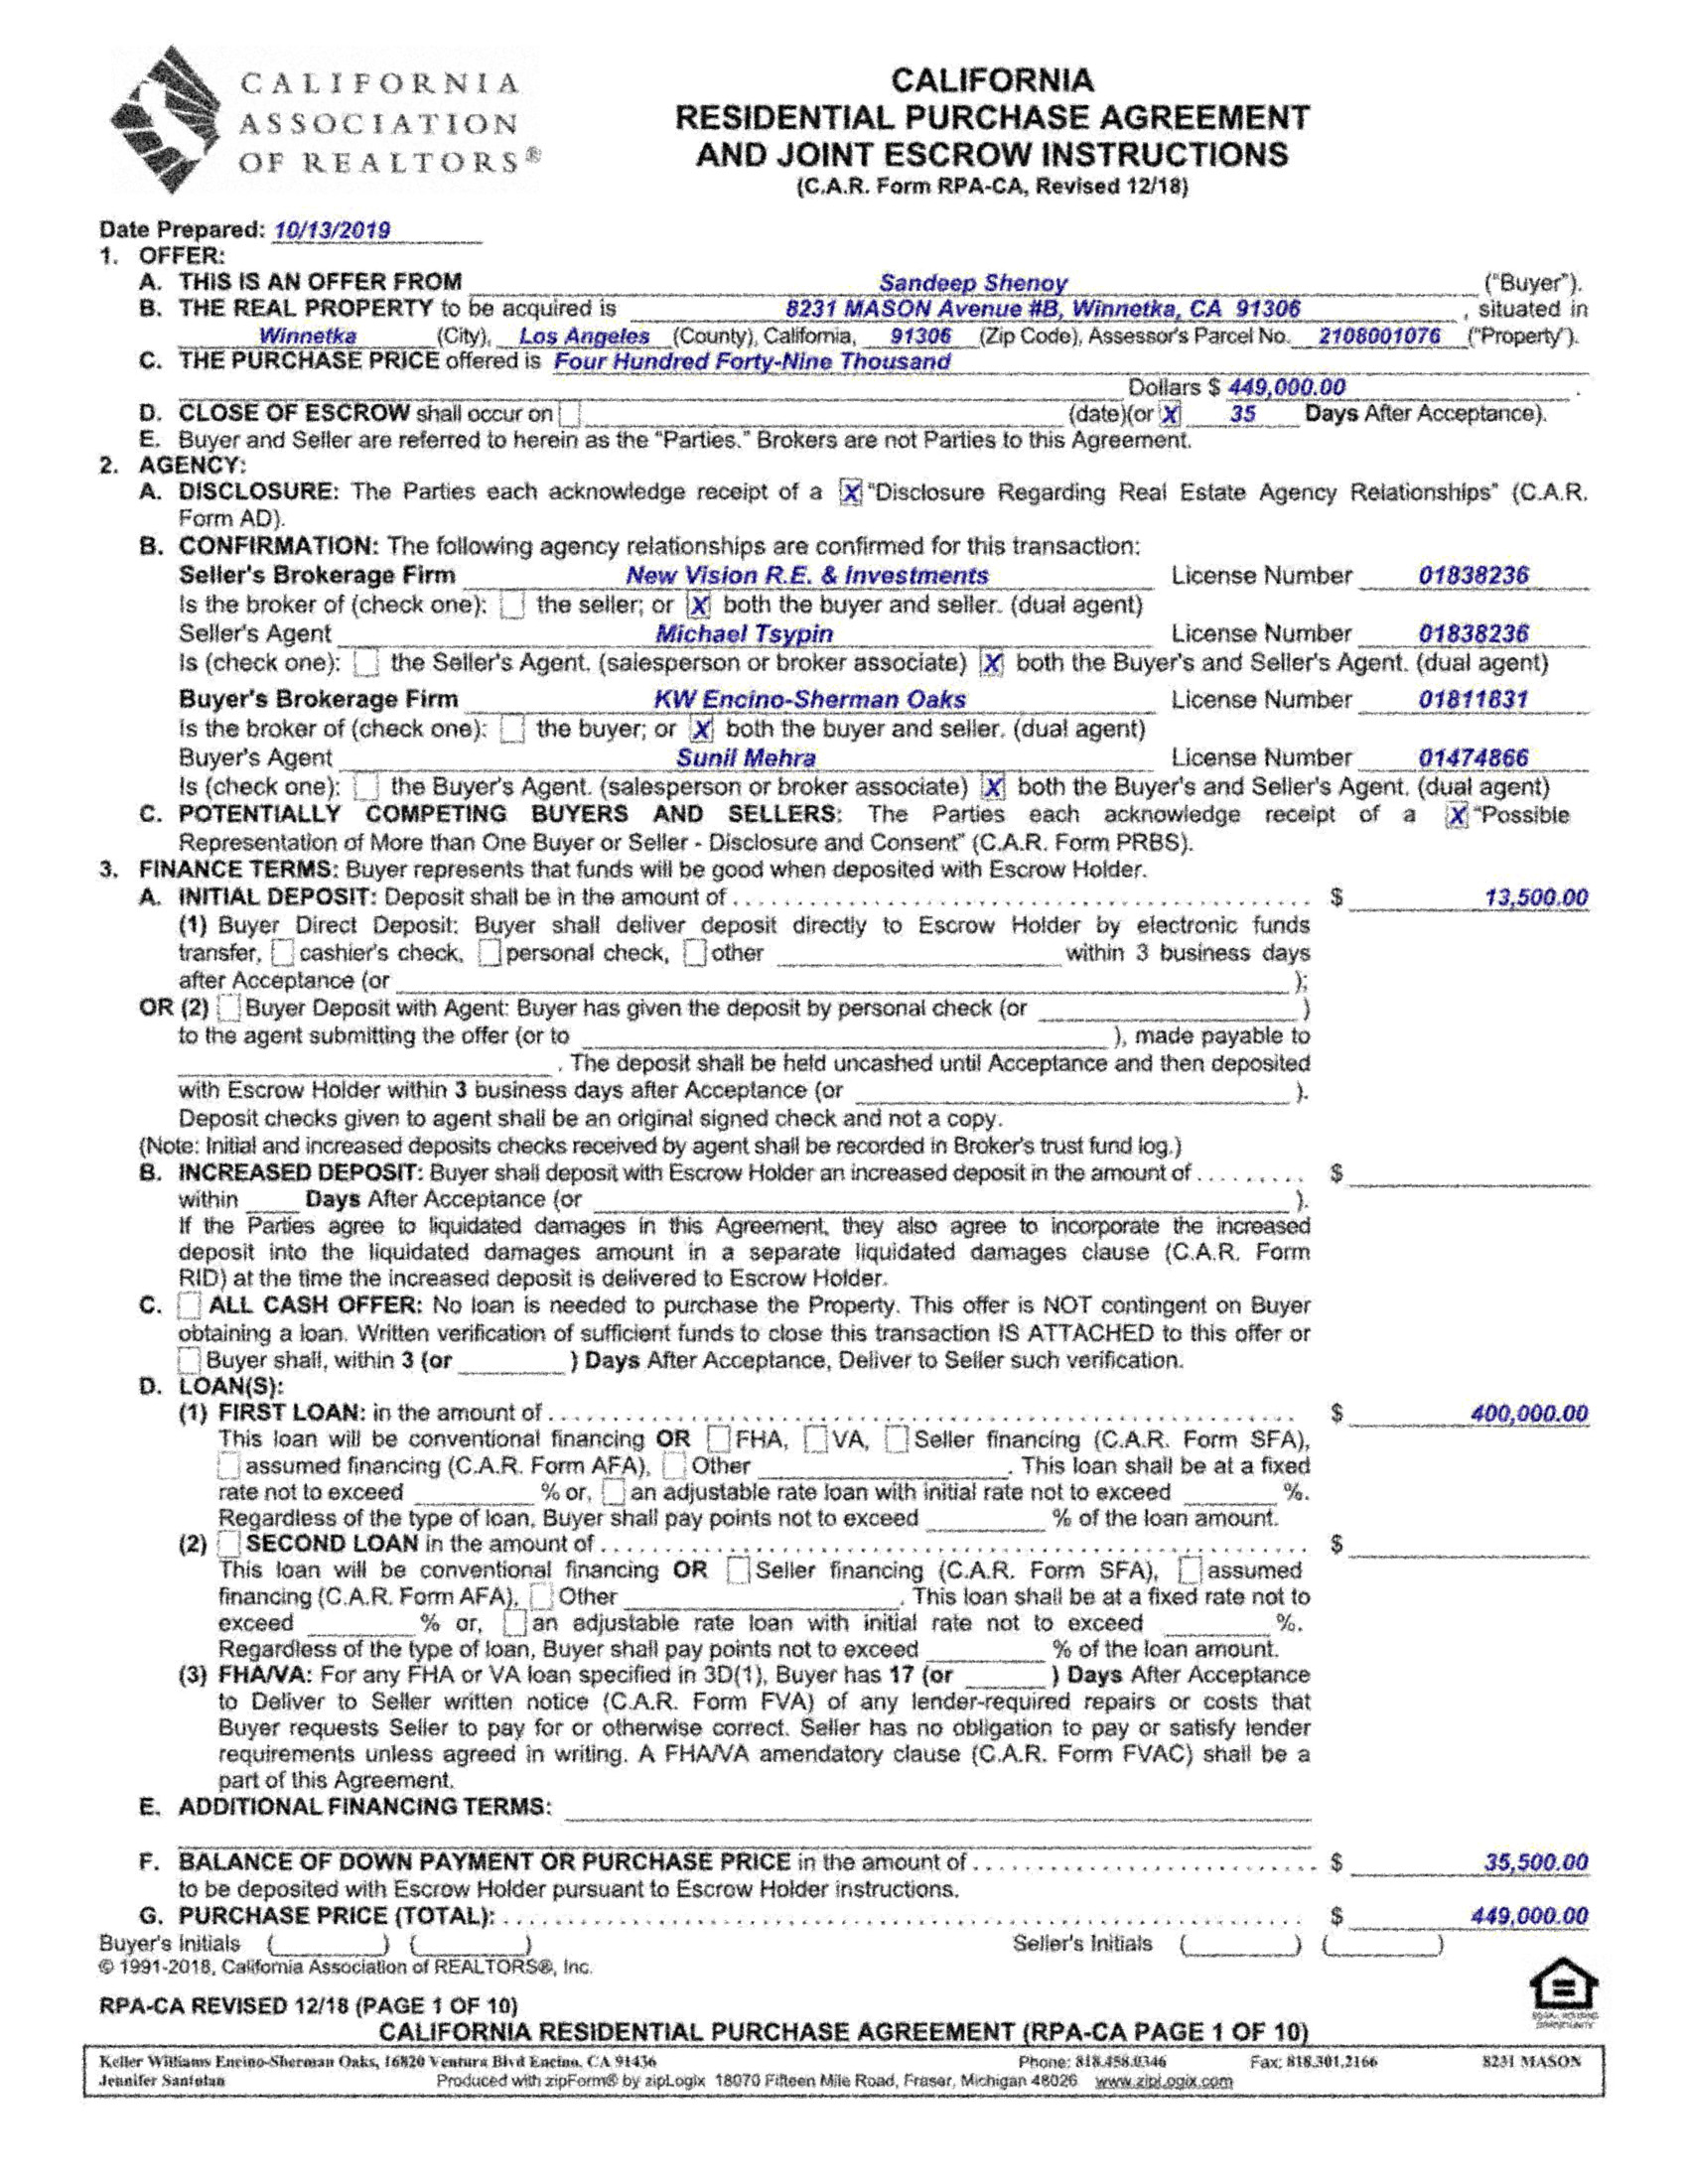 CALIFORNIA
ASSOCIATION
OF REALTORS®
CALIFORNIA
RESIDENTIAL PURCHASE AGREEMENT
AND JOINT ESCROW INSTRUCTIONS
(C.A.R. Form RPA-CA, Revised 12/18)
Date Prepared: 10/13/2019
1. OFFER:
A. THIS IS AN OFFER FROM Sandeep Shenoy ("Buyer").
B. THE REAL PROPERTY to be acquired is 8231 MASON Avenue #B, Winnetka, CA 91306 , situated in
Winnetka (City), Los Angeles (County), California, 91306 (Zip Code), Assessor's Parcel No. 2108001076 ("Property").
C. THE PURCHASE PRICE offered is Four Hundred Forty-Nine Thousand
Dollars $ 449,000.00 .
D. CLOSE OF ESCROW shall occur on (date)(or X 35 Days After Acceptance).
E. Buyer and Seller are referred to herein as the "Parties." Brokers are not Parties to this Agreement.
2. AGENCY:
A. DISCLOSURE: The Parties each acknowledge receipt of a X "Disclosure Regarding Real Estate Agency Relationships" (C.A.R.
Form AD).
B. CONFIRMATION: The following agency relationships are confirmed for this transaction:
Seller's Brokerage Firm New Vision R.E. & Investments License Number 01838236
Is the broker of (check one): the seller; or X both the buyer and seller. (dual agent)
Seller's Agent Michael Tsypin License Number 01838236
Is (check one): the Seller's Agent. (salesperson or broker associate) X both the Buyer's and Seller's Agent. (dual agent)
Buyer's Brokerage Firm KW Encino-Sherman Oaks License Number 01811831
Is the broker of (check one): the buyer; or X both the buyer and seller. (dual agent)
Buyer's Agent Sunil Mehra License Number 01474866
Is (check one): the Buyer's Agent. (salesperson or broker associate) X both the Buyer's and Seller's Agent. (dual agent)
C. POTENTIALLY COMPETING BUYERS AND SELLERS: The Parties each acknowledge receipt of a X "Possible
Representation of More than One Buyer or Seller - Disclosure and Consent" (C.A.R. Form PRBS).
3. FINANCE TERMS: Buyer represents that funds will be good when deposited with Escrow Holder.
A. INITIAL DEPOSIT: Deposit shall be in the amount of $ 13,500.00
(1) Buyer Direct Deposit: Buyer shall deliver deposit directly to Escrow Holder by electronic funds
transfer, cashier's check, personal check, other within 3 business days
after Acceptance (or );
OR (2) Buyer Deposit with Agent: Buyer has given the deposit by personal check (or )
to the agent submitting the offer (or to ), made payable to
. The deposit shall be held uncashed until Acceptance and then deposited
with Escrow Holder within 3 business days after Acceptance (or ).
Deposit checks given to agent shall be an original signed check and not a copy.
(Note: Initial and increased deposits checks received by agent shall be recorded in Broker's trust fund log.)
B. INCREASED DEPOSIT: Buyer shall deposit with Escrow Holder an increased deposit in the amount of $
within Days After Acceptance (or ).
If the Parties agree to liquidated damages in this Agreement, they also agree to incorporate the increased
deposit into the liquidated damages amount in a separate liquidated damages clause (C.A.R. Form
RID) at the time the increased deposit is delivered to Escrow Holder.
C. ALL CASH OFFER: No loan is needed to purchase the Property. This offer is NOT contingent on Buyer
obtaining a loan. Written verification of sufficient funds to close this transaction IS ATTACHED to this offer or
Buyer shall, within 3 (or ) Days After Acceptance, Deliver to Seller such verification.
D. LOAN(S):
(1) FIRST LOAN: in the amount of $ 400,000.00
This loan will be conventional financing OR FHA, VA, Seller financing (C.A.R. Form SFA),
assumed financing (C.A.R. Form AFA), Other . This loan shall be at a fixed
rate not to exceed % or, an adjustable rate loan with initial rate not to exceed %.
Regardless of the type of loan, Buyer shall pay points not to exceed % of the loan amount.
(2) SECOND LOAN in the amount of $
This loan will be conventional financing OR Seller financing (C.A.R. Form SFA), assumed
financing (C.A.R. Form AFA), Other . This loan shall be at a fixed rate not to
exceed % or, an adjustable rate loan with initial rate not to exceed %.
Regardless of the type of loan, Buyer shall pay points not to exceed % of the loan amount.
(3) FHA/VA: For any FHA or VA loan specified in 3D(1), Buyer has 17 (or ) Days After Acceptance
to Deliver to Seller written notice (C.A.R. Form FVA) of any lender-required repairs or costs that
Buyer requests Seller to pay for or otherwise correct. Seller has no obligation to pay or satisfy lender
requirements unless agreed in writing. A FHA/VA amendatory clause (C.A.R. Form FVAC) shall be a
part of this Agreement.
E. ADDITIONAL FINANCING TERMS:
F. BALANCE OF DOWN PAYMENT OR PURCHASE PRICE in the amount of $ 35,500.00
to be deposited with Escrow Holder pursuant to Escrow Holder instructions.
G. PURCHASE PRICE (TOTAL): $ 449,000.00
Buyer's Initials ( ) ( ) Seller's Initials ( ) ( )
© 1991-2018, California Association of REALTORS®, Inc.
RPA-CA REVISED 12/18 (PAGE 1 OF 10)
CALIFORNIA RESIDENTIAL PURCHASE AGREEMENT (RPA-CA PAGE 1 OF 10)
Keller Williams Encino-Sherman Oaks, 16820 Ventura Blvd Encino, CA 91436 Phone: 818.458.0346 Fax: 818.301.2166 8231 MASON
Jennifer Santolan Produced with zipForm® by zipLogix 18070 Fifteen Mile Road, Fraser, Michigan 48026 www.zipLogix.com